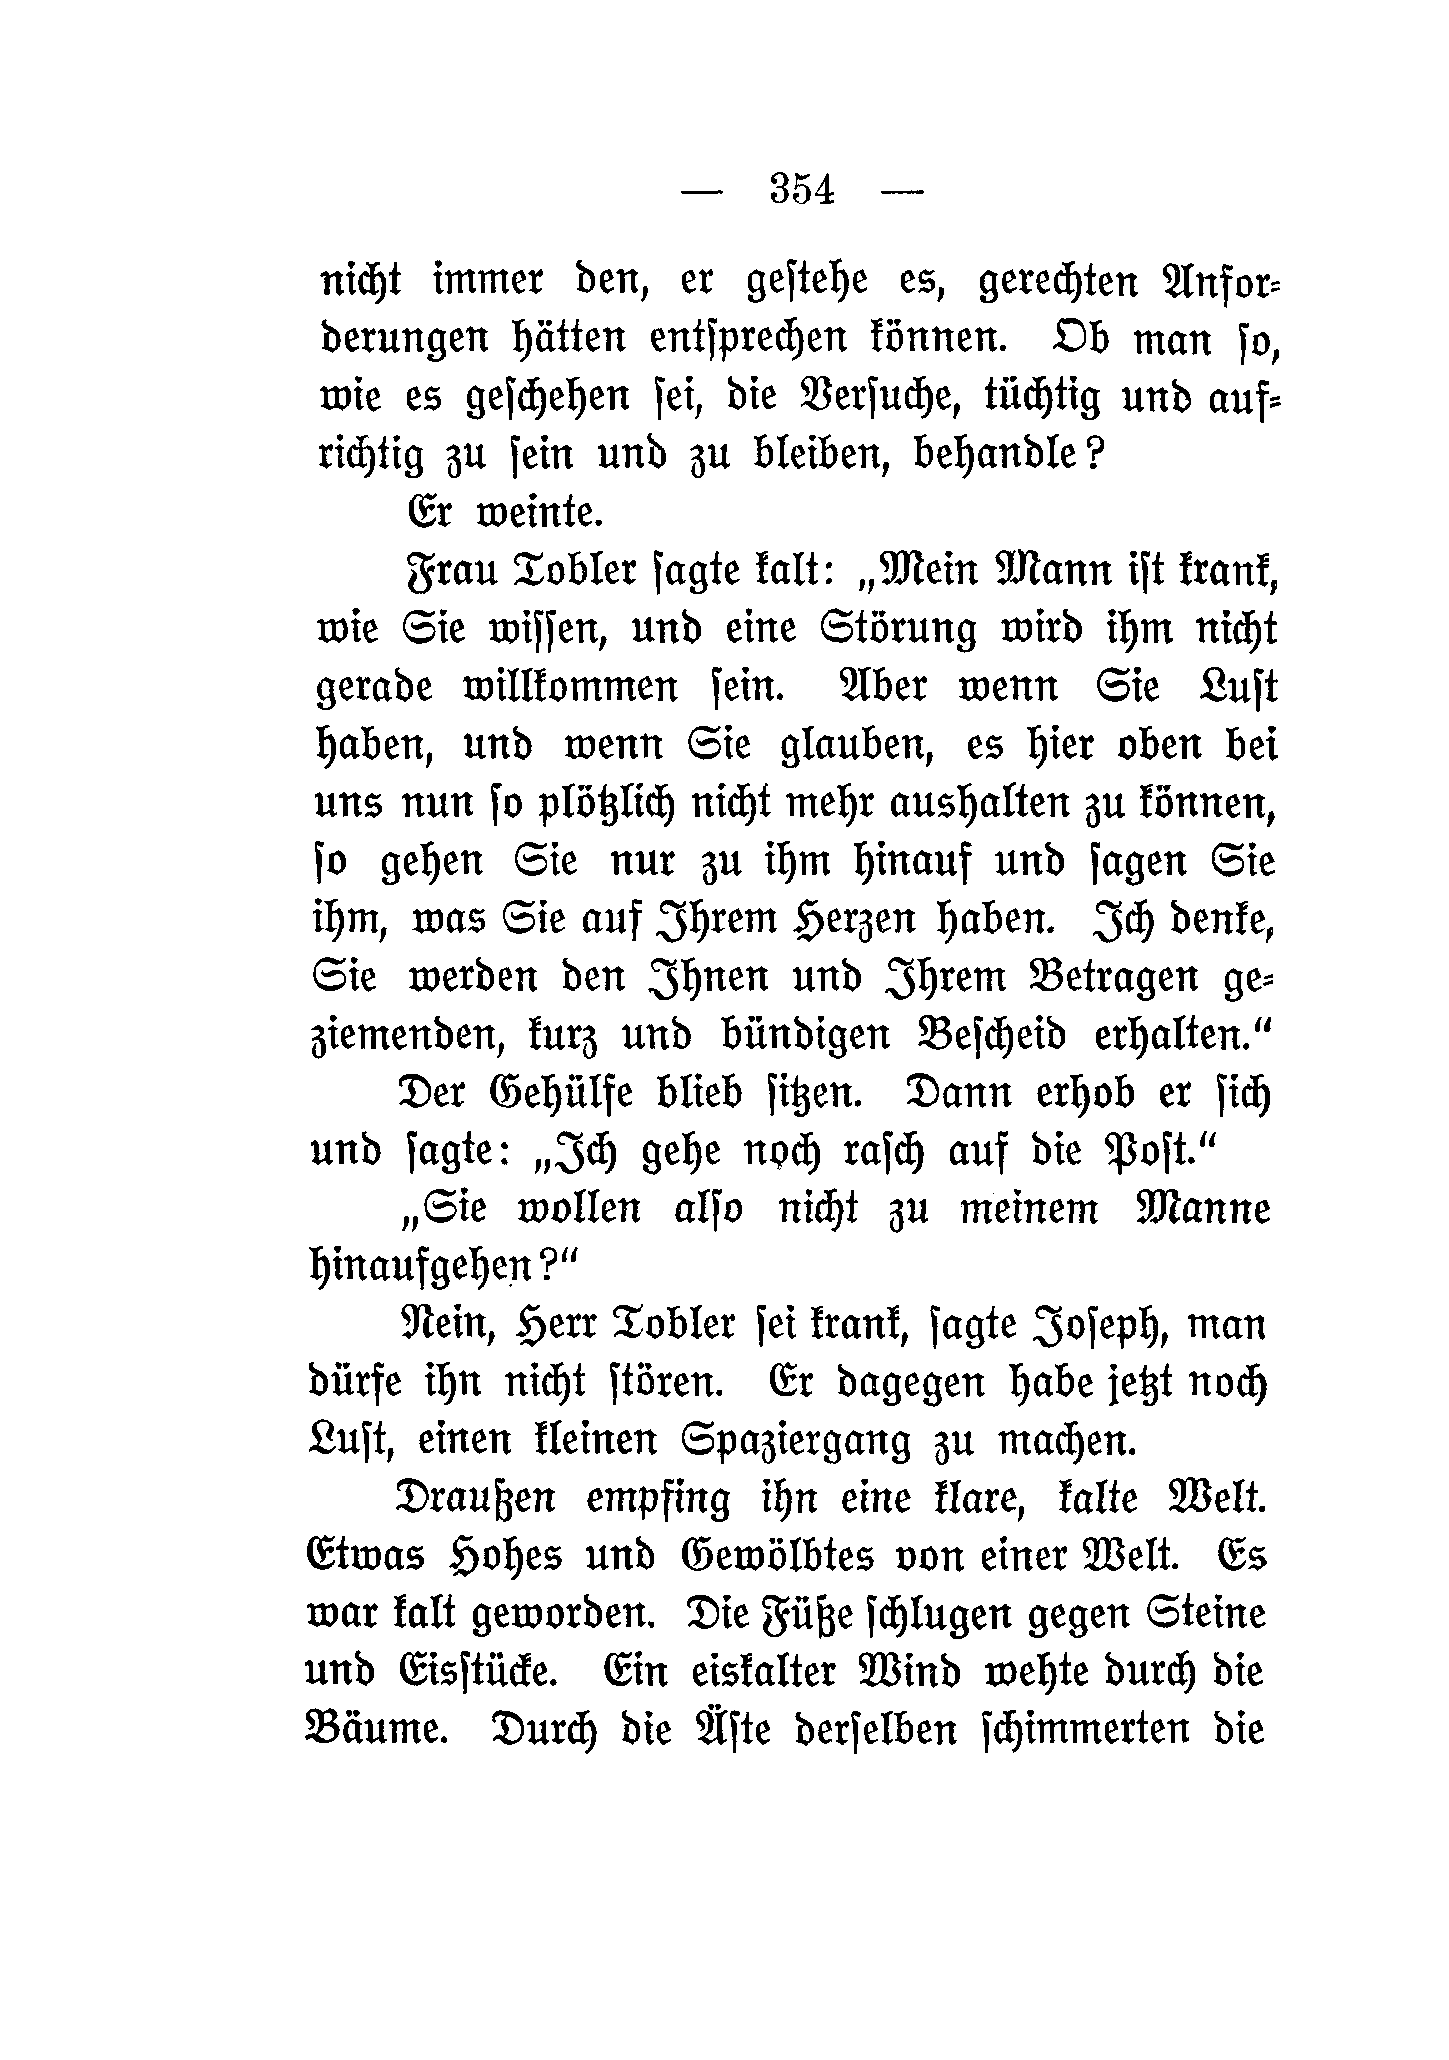 — 354 —
nicht immer den, er geſtehe es, gerechten Anfor⸗
derungen hätten entſprechen können. Ob man ſo,
wie es geſchehen ſei, die Verſuche, tüchtig und auf⸗
richtig zu ſein und zu bleiben, behandle?
Er weinte.
Frau Tobler ſagte kalt: „Mein Mann iſt krank,
wie Sie wiſſen, und eine Störung wird ihm nicht
gerade willkommen ſein. Aber wenn Sie Luſt
haben, und wenn Sie glauben, es hier oben bei
uns nun ſo plötzlich nicht mehr aushalten zu können,
ſo gehen Sie nur zu ihm hinauf und ſagen Sie
ihm, was Sie auf Ihrem Herzen haben. Ich denke,
Sie werden den Ihnen und Ihrem Betragen ge⸗
ziemenden, kurz und bündigen Beſcheid erhalten.“
Der Gehülfe blieb ſitzen. Dann erhob er ſich
und ſagte: „Ich gehe noch raſch auf die Poſt.“
„Sie wollen alſo nicht zu meinem Manne
hinaufgehen?“
Nein, Herr Tobler ſei krank, ſagte Joſeph, man
dürfe ihn nicht ſtören. Er dagegen habe jetzt noch
Luſt, einen kleinen Spaziergang zu machen.
Draußen empfing ihn eine klare, kalte Welt.
Etwas Hohes und Gewölbtes von einer Welt. Es
war kalt geworden. Die Füße ſchlugen gegen Steine
und Eisſtücke. Ein eiskalter Wind wehte durch die
Bäume. Durch die Äſte derſelben ſchimmerten die